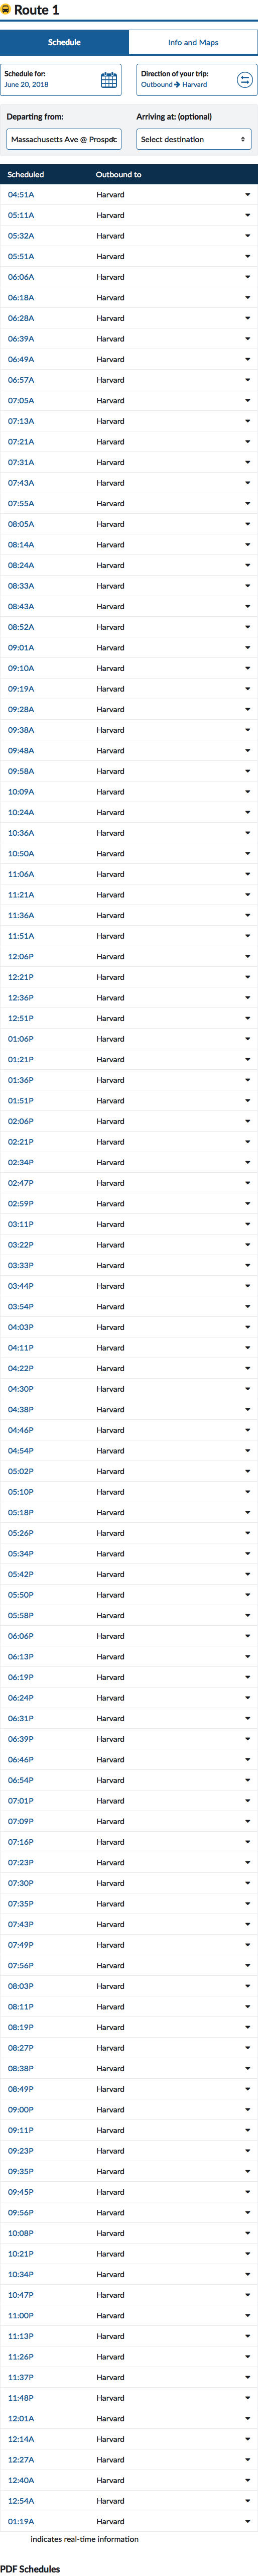 Route 1
Schedule Info and Maps
Schedule for: Direction of your trip:
June 20, 2018 Outbound → Harvard
Departing from: Arriving at: (optional)
Massachusetts Ave @ Prospec Select destination
Scheduled Outbound to
04:51A Harvard
05:11A Harvard
05:32A Harvard
05:51A Harvard
06:06A Harvard
06:18A Harvard
06:28A Harvard
06:39A Harvard
06:49A Harvard
06:57A Harvard
07:05A Harvard
07:13A Harvard
07:21A Harvard
07:31A Harvard
07:43A Harvard
07:55A Harvard
08:05A Harvard
08:14A Harvard
08:24A Harvard
08:33A Harvard
08:43A Harvard
08:52A Harvard
09:01A Harvard
09:10A Harvard
09:19A Harvard
09:28A Harvard
09:38A Harvard
09:48A Harvard
09:58A Harvard
10:09A Harvard
10:24A Harvard
10:36A Harvard
10:50A Harvard
11:06A Harvard
11:21A Harvard
11:36A Harvard
11:51A Harvard
12:06P Harvard
12:21P Harvard
12:36P Harvard
12:51P Harvard
01:06P Harvard
01:21P Harvard
01:36P Harvard
01:51P Harvard
02:06P Harvard
02:21P Harvard
02:34P Harvard
02:47P Harvard
02:59P Harvard
03:11P Harvard
03:22P Harvard
03:33P Harvard
03:44P Harvard
03:54P Harvard
04:03P Harvard
04:11P Harvard
04:22P Harvard
04:30P Harvard
04:38P Harvard
04:46P Harvard
04:54P Harvard
05:02P Harvard
05:10P Harvard
05:18P Harvard
05:26P Harvard
05:34P Harvard
05:42P Harvard
05:50P Harvard
05:58P Harvard
06:06P Harvard
06:13P Harvard
06:19P Harvard
06:24P Harvard
06:31P Harvard
06:39P Harvard
06:46P Harvard
06:54P Harvard
07:01P Harvard
07:09P Harvard
07:16P Harvard
07:23P Harvard
07:30P Harvard
07:35P Harvard
07:43P Harvard
07:49P Harvard
07:56P Harvard
08:03P Harvard
08:11P Harvard
08:19P Harvard
08:27P Harvard
08:38P Harvard
08:49P Harvard
09:00P Harvard
09:11P Harvard
09:23P Harvard
09:35P Harvard
09:45P Harvard
09:56P Harvard
10:08P Harvard
10:21P Harvard
10:34P Harvard
10:47P Harvard
11:00P Harvard
11:13P Harvard
11:26P Harvard
11:37P Harvard
11:48P Harvard
12:01A Harvard
12:14A Harvard
12:27A Harvard
12:40A Harvard
12:54A Harvard
01:19A Harvard
indicates real-time information
PDF Schedules